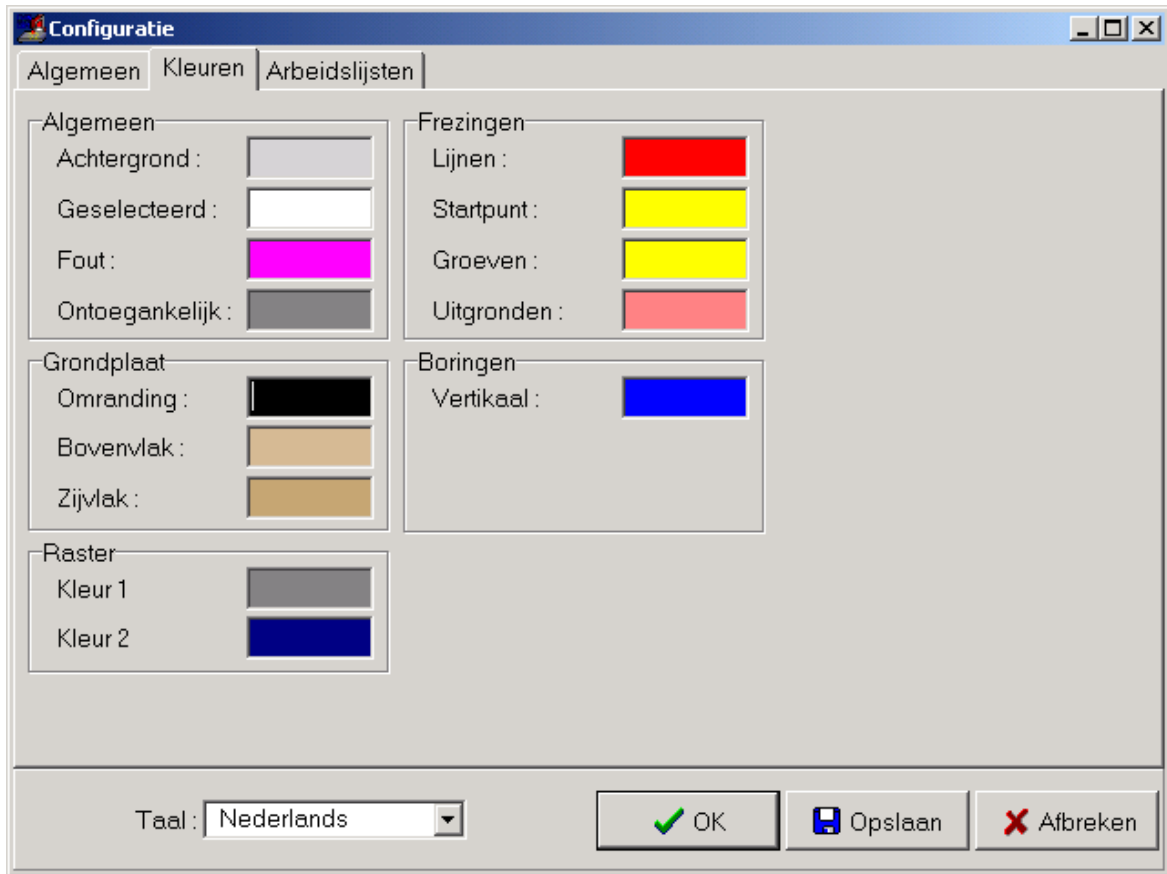 Configuratie
Algemeen Kleuren Arbeidslijsten
Algemeen
Achtergrond :
Geselecteerd :
Fout :
Ontoegankelijk :
Frezingen
Lijnen :
Startpunt :
Groeven :
Uitgronden :
Grondplaat
Omranding :
Bovenvlak :
Zijvlak :
Boringen
Vertikaal :
Raster
Kleur 1
Kleur 2
Taal : Nederlands OK Opslaan Afbreken